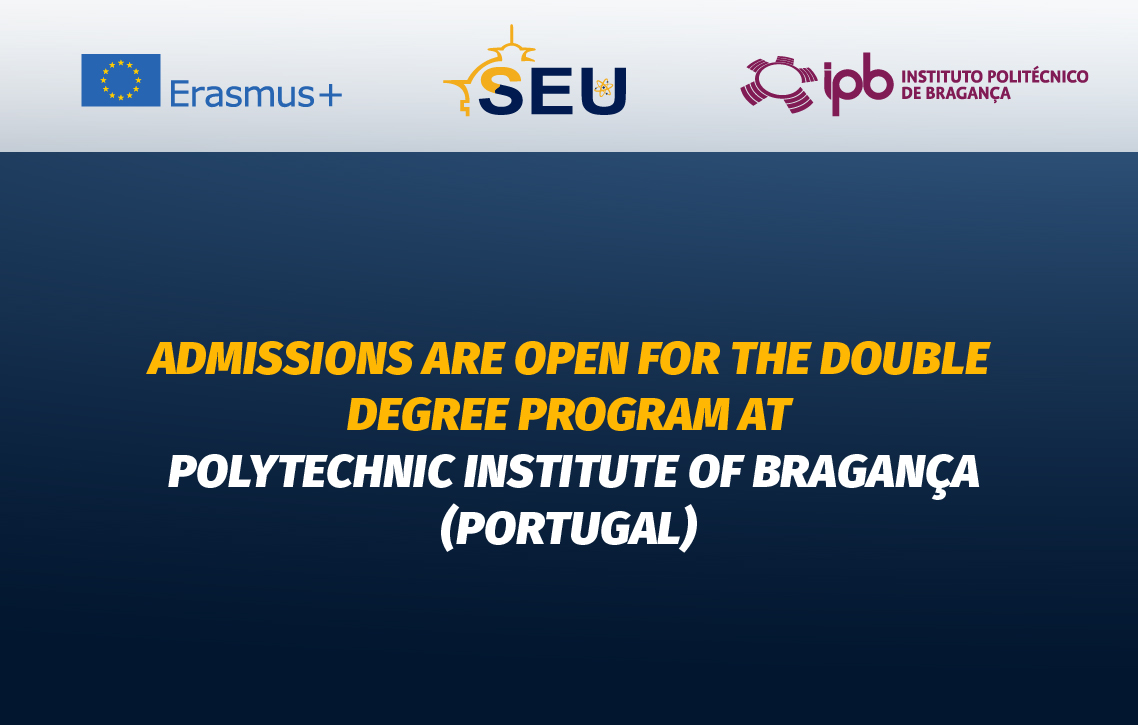 Erasmus+
SEU
ipb
INSTITUTO POLITÉCNICO
DE BRAGANÇA
ADMISSIONS ARE OPEN FOR THE DOUBLE
DEGREE PROGRAM AT
POLYTECHNIC INSTITUTE OF BRAGANÇA
(PORTUGAL)